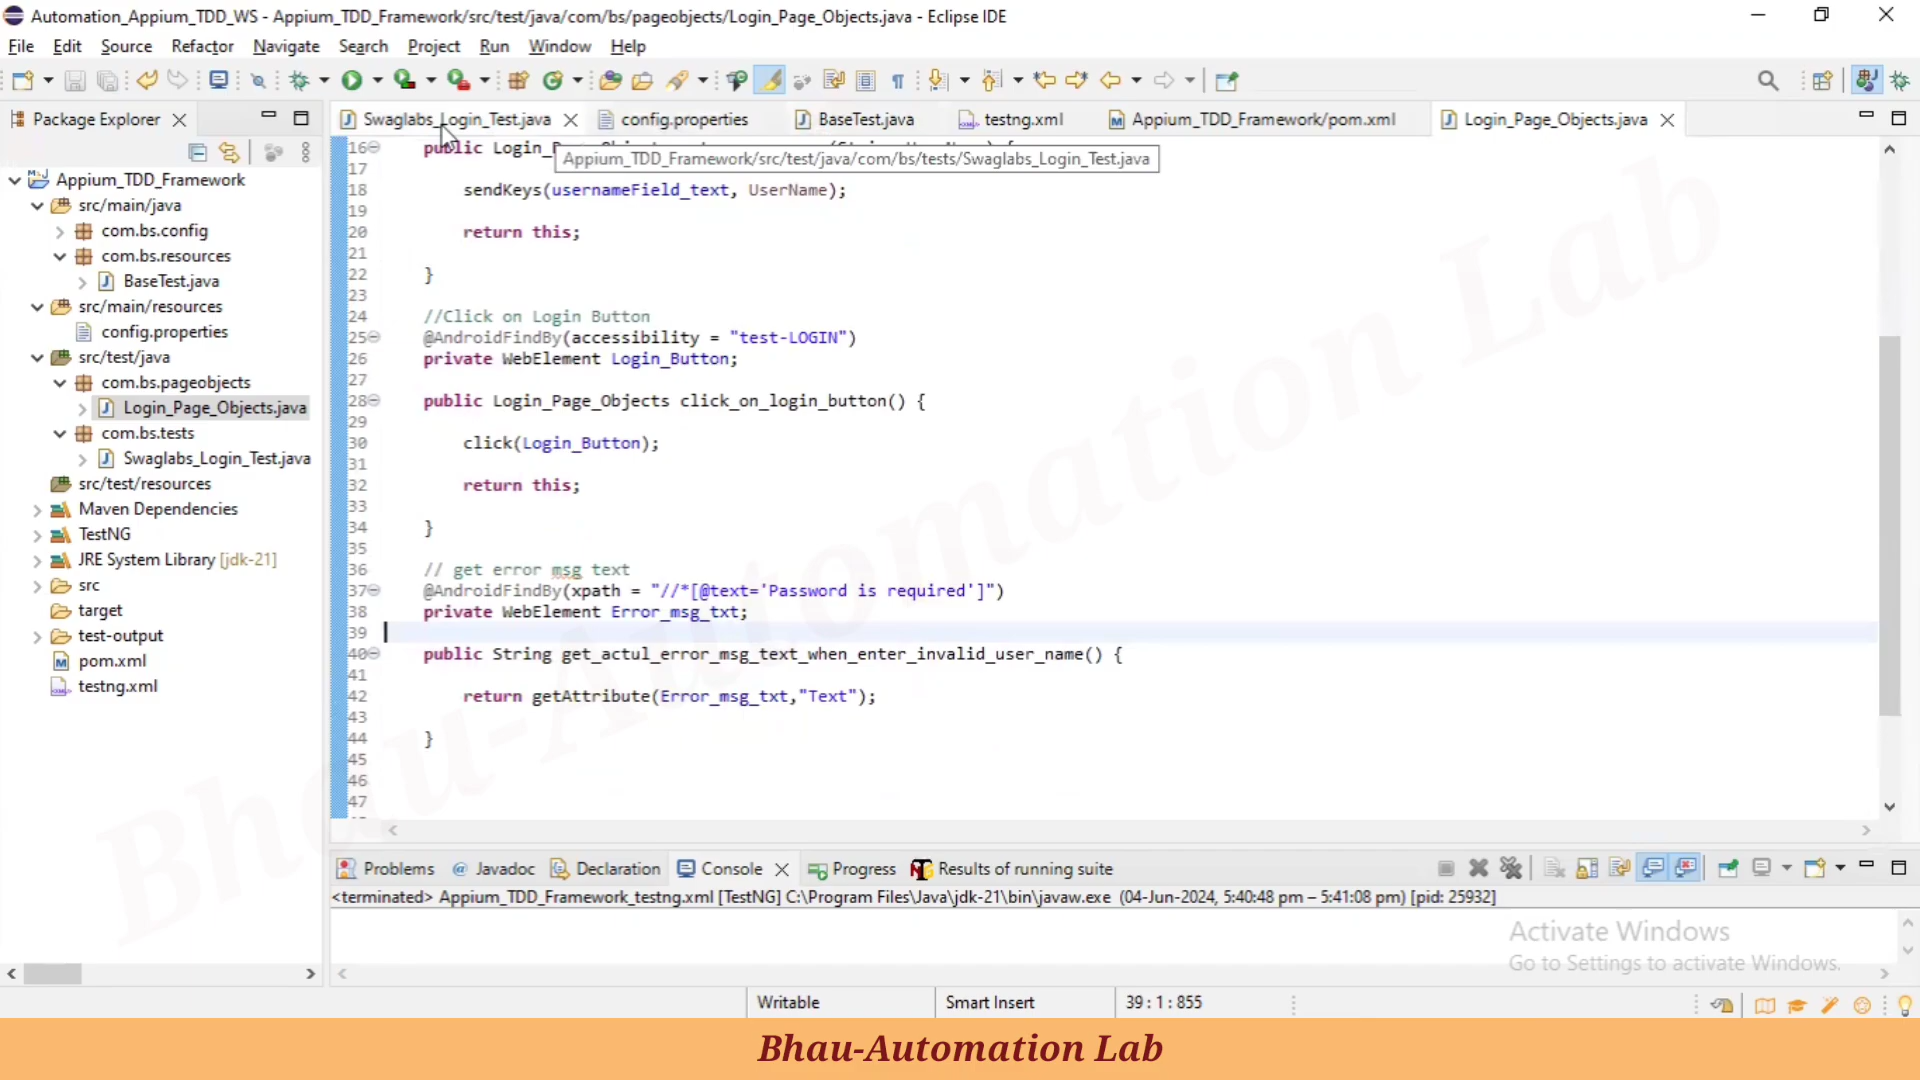 Automation_Appium_TDD_WS - Appium_TDD_Framework/src/test/java/com/bs/pageobjects/Login_Page_Objects.java - Eclipse IDE
File Edit Source Refactor Navigate Search Project Run Window Help
Package Explorer
Swaglabs_Login_Test.java config.properties BaseTest.java testng.xml Appium_TDD_Framework/pom.xml Login_Page_Objects.java
Appium_TDD_Framework
src/main/java
com.bs.config
com.bs.resources
BaseTest.java
src/main/resources
config.properties
src/test/java
com.bs.pageobjects
Login_Page_Objects.java
com.bs.tests
Swaglabs_Login_Test.java
src/test/resources
Maven Dependencies
TestNG
JRE System Library [jdk-21]
src
target
test-output
pom.xml
testng.xml
16 public Login_P
Appium_TDD_Framework/src/test/java/com/bs/tests/Swaglabs_Login_Test.java
17
18 sendKeys(usernameField_text, UserName);
19
20 return this;
21
22 }
23
24 //Click on Login Button
25 @AndroidFindBy(accessibility = "test-LOGIN")
26 private WebElement Login_Button;
27
28 public Login_Page_Objects click_on_login_button() {
29
30 click(Login_Button);
31
32 return this;
33
34 }
35
36 // get error msg text
37 @AndroidFindBy(xpath = "//*[@text='Password is required']")
38 private WebElement Error_msg_txt;
39
40 public String get_actul_error_msg_text_when_enter_invalid_user_name() {
41
42 return getAttribute(Error_msg_txt,"Text");
43
44 }
45
46
47
Bhau-Automation Lab
Problems Javadoc Declaration Console Progress Results of running suite
<terminated> Appium_TDD_Framework_testng.xml [TestNG] C:\Program Files\Java\jdk-21\bin\javaw.exe (04-Jun-2024, 5:40:48 pm – 5:41:08 pm) [pid: 25932]
Activate Windows
Go to Settings to activate Windows.
Writable Smart Insert 39 : 1 : 855
Bhau-Automation Lab